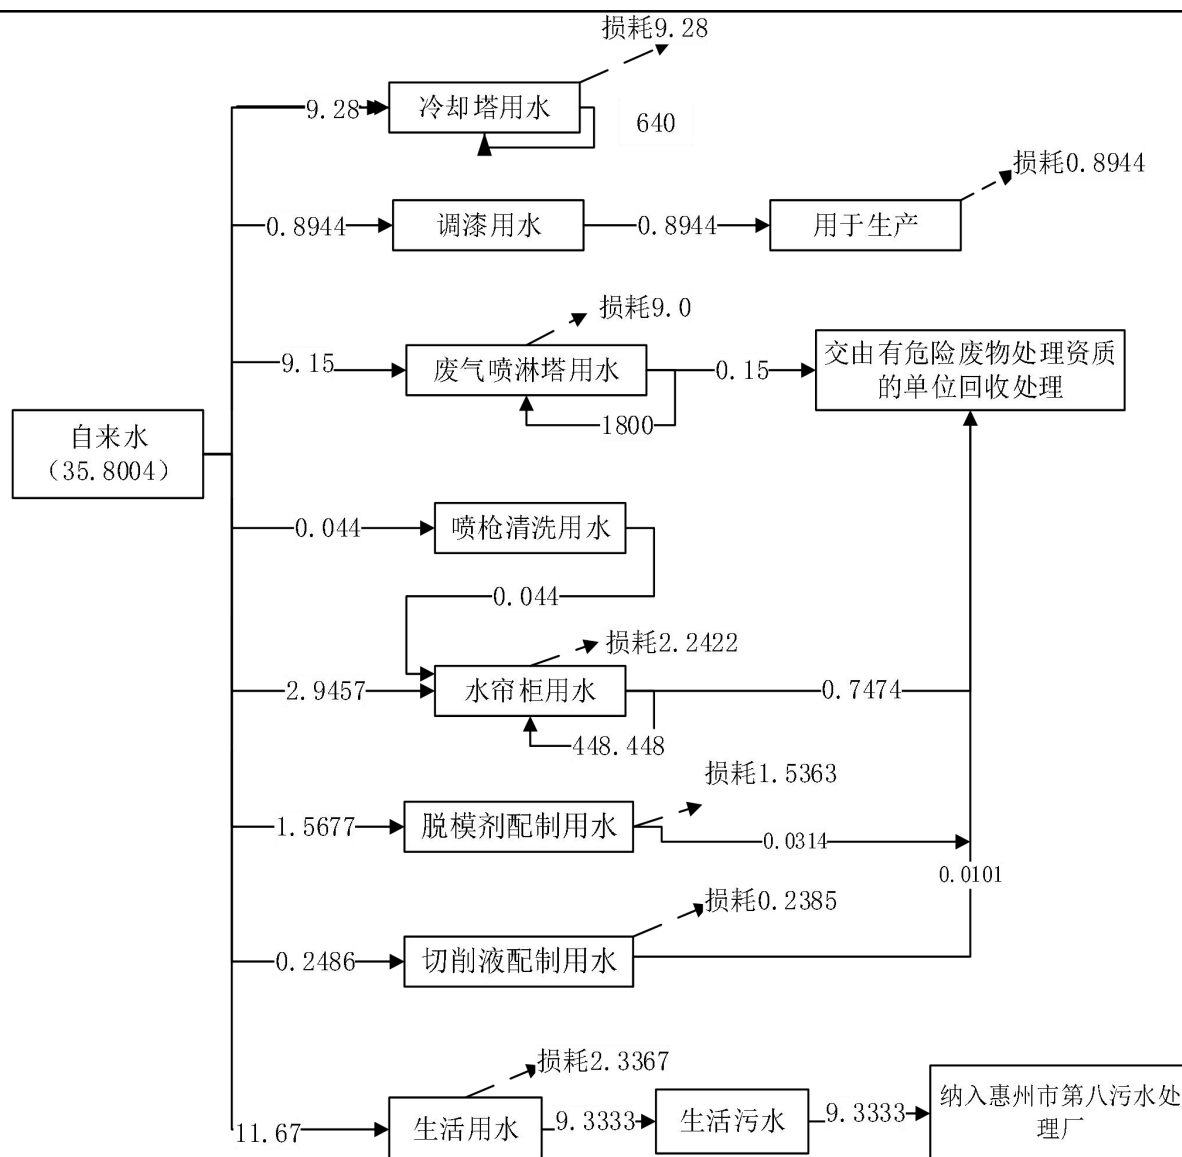 损耗9.28
9.28
冷却塔用水
640
损耗0.8944
0.8944
调漆用水
0.8944
用于生产
损耗9.0
9.15
废气喷淋塔用水
0.15
交由有危险废物处理资质
的单位回收处理
1800
自来水
（35.8004）
0.044
喷枪清洗用水
0.044
损耗2.2422
2.9457
水帘柜用水
0.7474
448.448
损耗1.5363
1.5677
脱模剂配制用水
0.0314
0.0101
损耗0.2385
0.2486
切削液配制用水
损耗2.3367
11.67
生活用水
9.3333
生活污水
9.3333
纳入惠州市第八污水处
理厂